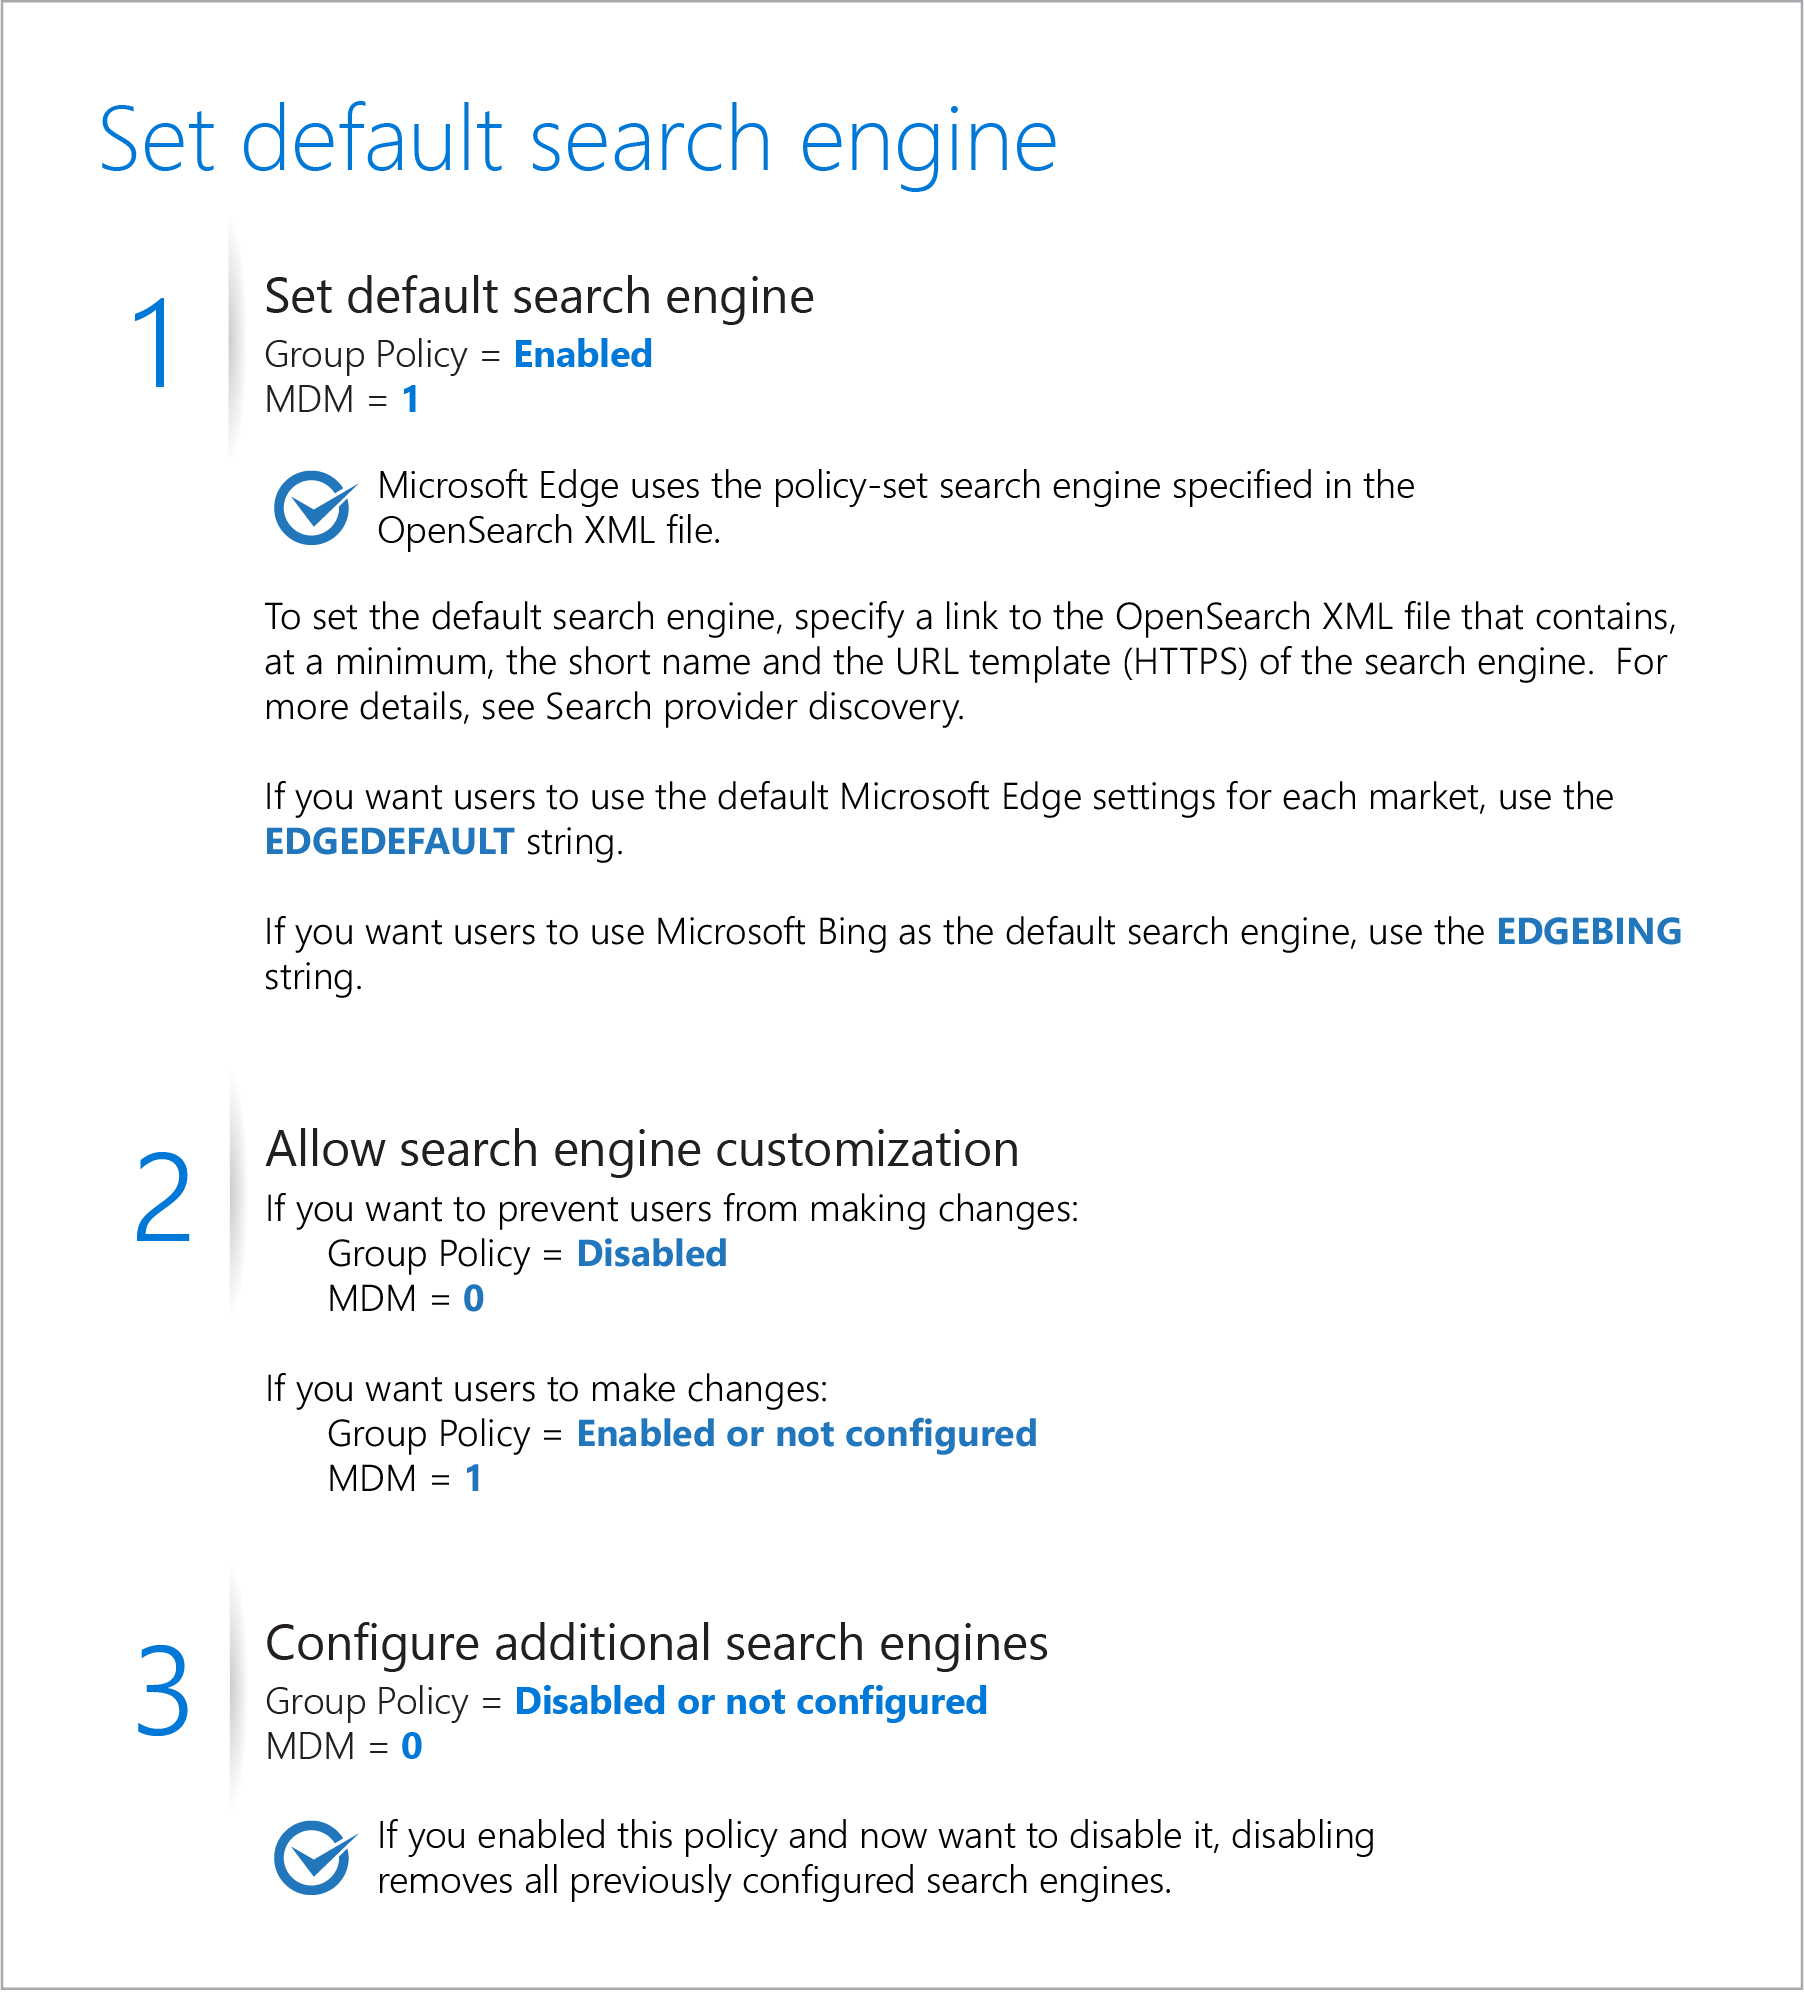 Set default search engine
1
Set default search engine
Group Policy = Enabled
MDM = 1
Microsoft Edge uses the policy-set search engine specified in the
OpenSearch XML file.
To set the default search engine, specify a link to the OpenSearch XML file that contains,
at a minimum, the short name and the URL template (HTTPS) of the search engine.  For
more details, see Search provider discovery.
If you want users to use the default Microsoft Edge settings for each market, use the
EDGEDEFAULT string.
If you want users to use Microsoft Bing as the default search engine, use the EDGEBING
string.
2
Allow search engine customization
If you want to prevent users from making changes:
Group Policy = Disabled
MDM = 0
If you want users to make changes:
Group Policy = Enabled or not configured
MDM = 1
3
Configure additional search engines
Group Policy = Disabled or not configured
MDM = 0
If you enabled this policy and now want to disable it, disabling
removes all previously configured search engines.